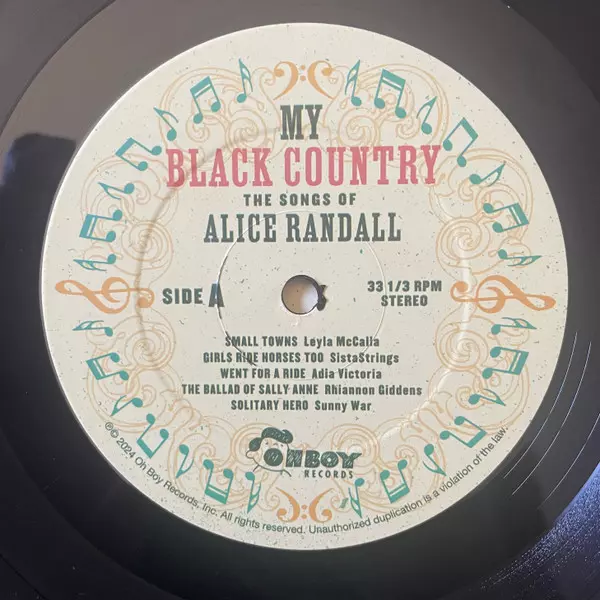 MY
BLACK COUNTRY
THE SONGS OF
ALICE RANDALL
SIDE A
33 1/3 RPM
STEREO
SMALL TOWNS Leyla McCalla
GIRLS RIDE HORSES TOO SistaStrings
WENT FOR A RIDE Adia Victoria
THE BALLAD OF SALLY ANNE Rhiannon Giddens
SOLITARY HERO Sunny War
OH BOY
RECORDS
℗© 2024 Oh Boy Records, Inc. All rights reserved. Unauthorized duplication is a violation of the law.